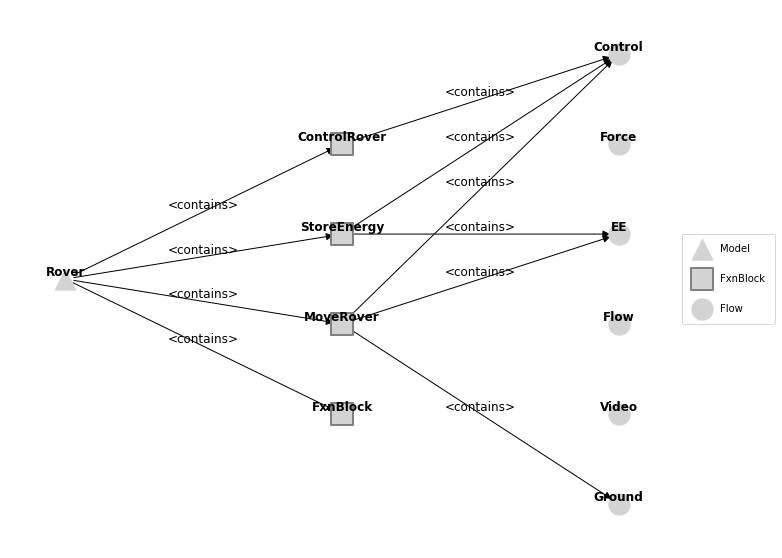 Control
<contains>
ControlRover
<contains>
Force
<contains>
<contains>
StoreEnergy
<contains>
EE
<contains>
Rover
<contains>
<contains>
MoveRover
Flow
<contains>
FxnBlock
<contains>
Video
Ground
Model
FxnBlock
Flow